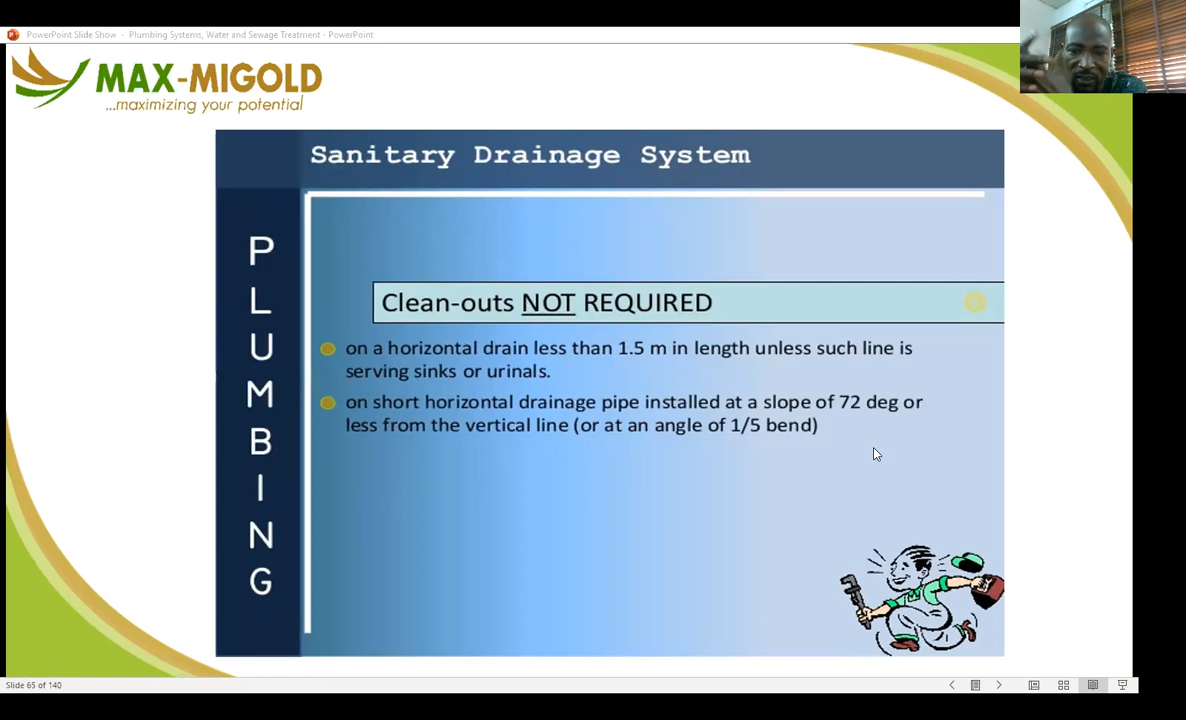 PowerPoint Slide Show - Plumbing Systems, Water and Sewage Treatment - PowerPoint
MAX-MIGOLD
...maximizing your potential
Sanitary Drainage System
PLUMBING
Clean-outs NOT REQUIRED
on a horizontal drain less than 1.5 m in length unless such line is
serving sinks or urinals.
on short horizontal drainage pipe installed at a slope of 72 deg or
less from the vertical line (or at an angle of 1/5 bend)
Slide 65 of 140